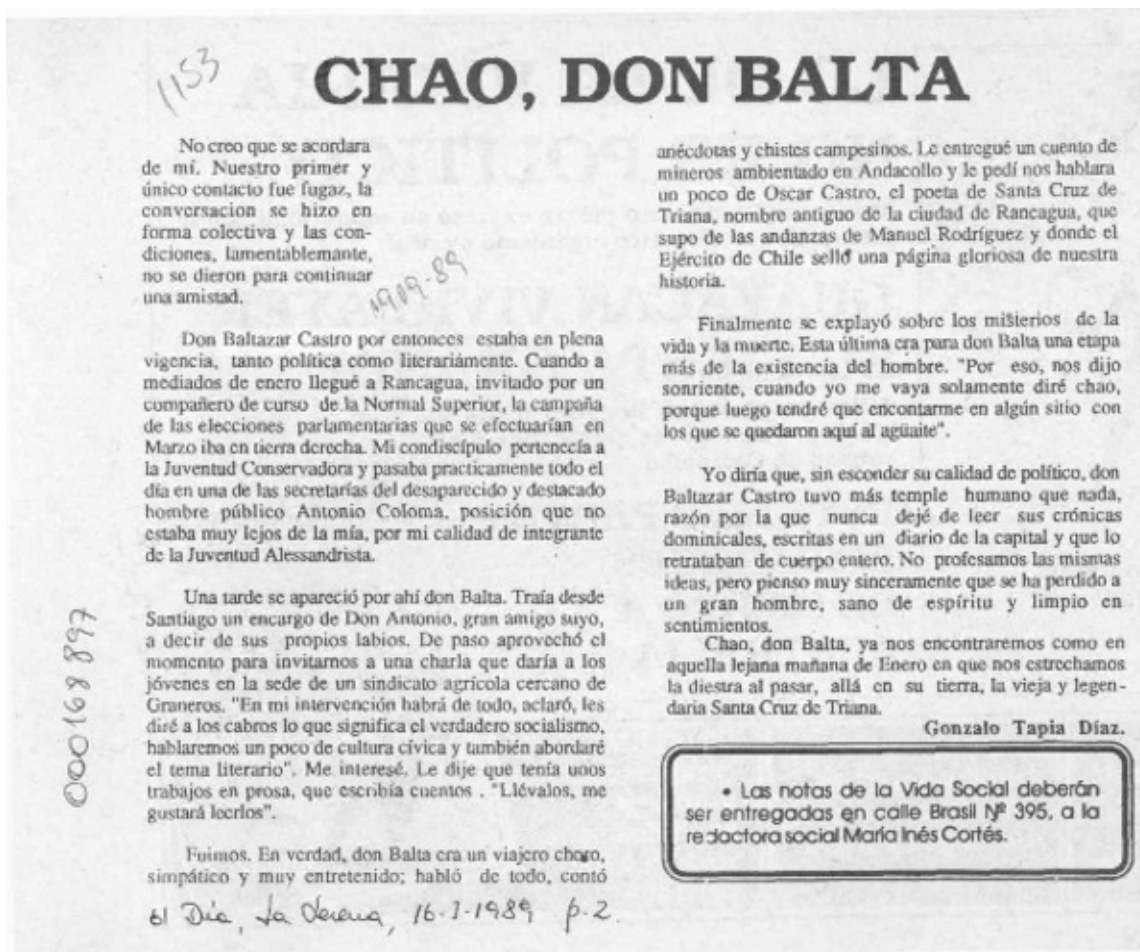 1153
CHAO, DON BALTA
No creo que se acordara
de mí. Nuestro primer y
único contacto fue fugaz, la
conversacion se hizo en
forma colectiva y las con-
diciones, lamentablemante,
no se dieron para continuar
una amistad.
Don Baltazar Castro por entonces estaba en plena
vigencia, tanto política como literariámente. Cuando a
mediados de enero llegué a Rancagua, invitado por un
compañero de curso de la Normal Superior, la campaña
de las elecciones parlamentarias que se efectuarían en
Marzo iba en tierra derecha. Mi condiscípulo pertenecía a
la Juventud Conservadora y pasaba practicamente todo el
día en una de las secretarías del desaparecido y destacado
hombre público Antonio Coloma, posición que no
estaba muy lejos de la mía, por mi calidad de integrante
de la Juventud Alessandrista.
Una tarde se apareció por ahí don Balta. Traía desde
Santiago un encargo de Don Antonio, gran amigo suyo,
a decir de sus propios labios. De paso aprovechó el
momento para invitarnos a una charla que daría a los
jóvenes en la sede de un sindicato agrícola cercano de
Graneros. "En mi intervención habrá de todo, aclaró, les
diré a los cabros lo que significa el verdadero socialismo,
hablaremos un poco de cultura cívica y también abordaré
el tema literario". Me interesé. Le dije que tenía unos
trabajos en prosa, que escribía cuentos . "Llévalos, me
gustará leerlos".
Fuimos. En verdad, don Balta era un viajero choro,
simpático y muy entretenido; habló de todo, contó
anécdotas y chistes campesinos. Le entregué un cuento de
mineros ambientado en Andacollo y le pedí nos hablara
un poco de Oscar Castro, el poeta de Santa Cruz de
Triana, nombre antiguo de la ciudad de Rancagua, que
supo de las andanzas de Manuel Rodríguez y donde el
Ejército de Chile selló una página gloriosa de nuestra
historia.
Finalmente se explayó sobre los misterios de la
vida y la muerte. Esta última era para don Balta una etapa
más de la existencia del hombre. "Por eso, nos dijo
sonriente, cuando yo me vaya solamente diré chao,
porque luego tendré que encontarme en algún sitio con
los que se quedaron aquí al agüaite".
Yo diría que, sin esconder su calidad de político, don
Baltazar Castro tuvo más temple humano que nada,
razón por la que nunca dejé de leer sus crónicas
dominicales, escritas en un diario de la capital y que lo
retrataban de cuerpo entero. No profesamos las mismas
ideas, pero pienso muy sinceramente que se ha perdido a
un gran hombre, sano de espíritu y limpio en
sentimientos.
Chao, don Balta, ya nos encontraremos como en
aquella lejana mañana de Enero en que nos estrechamos
la diestra al pasar, allá en su tierra, la vieja y legen-
daria Santa Cruz de Triana.
Gonzalo Tapia Díaz.
• Las notas de la Vida Social deberán
ser entregadas en calle Brasil Nº 395, a la
redactora social María Inés Cortés.
000168897
El Día, La Serena, 16-I-1989 p.2.